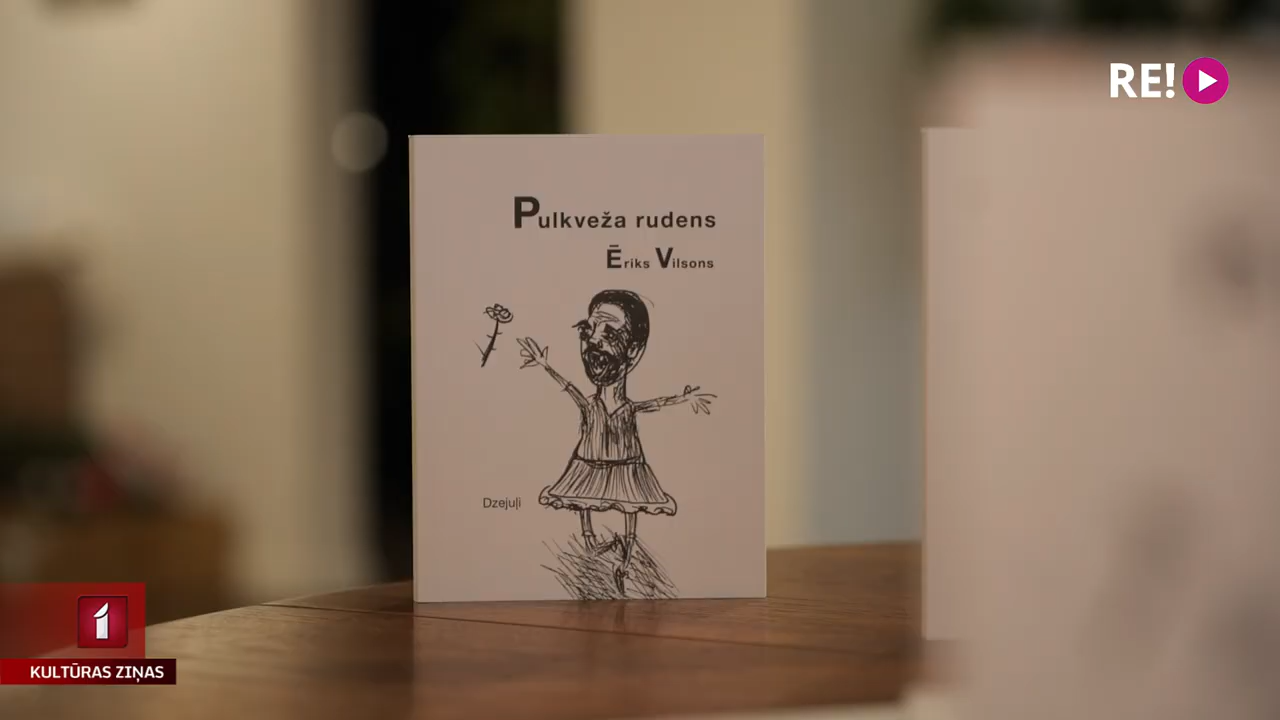 RE!
Pulkveža rudens
Ēriks Vilsons
Dzejuļi
1
KULTŪRAS ZIŅAS